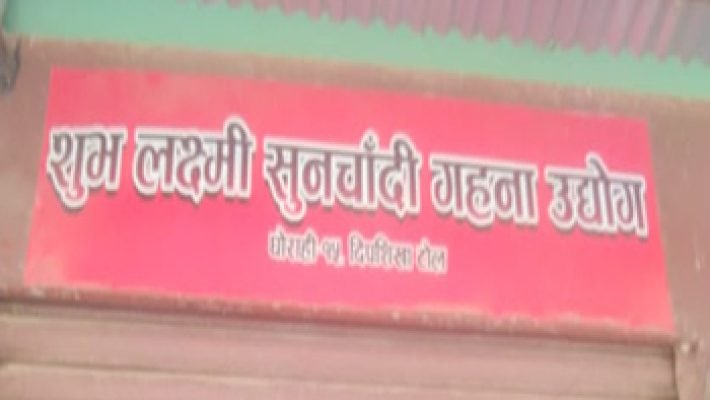 शुभ लक्ष्मी सुनचाँदी गहना उद्योग
घोराही-१५, दिपशिखा टोल